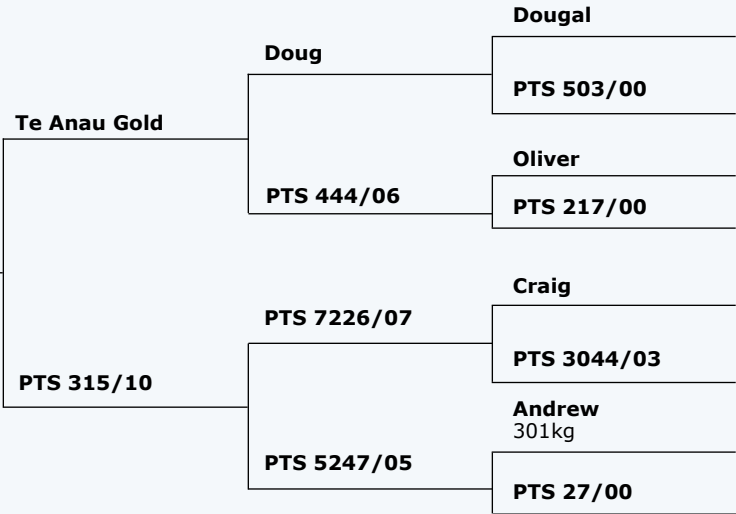 Dougal
Doug
PTS 503/00
Te Anau Gold
Oliver
PTS 444/06
PTS 217/00
Craig
PTS 7226/07
PTS 3044/03
PTS 315/10
Andrew
301kg
PTS 5247/05
PTS 27/00